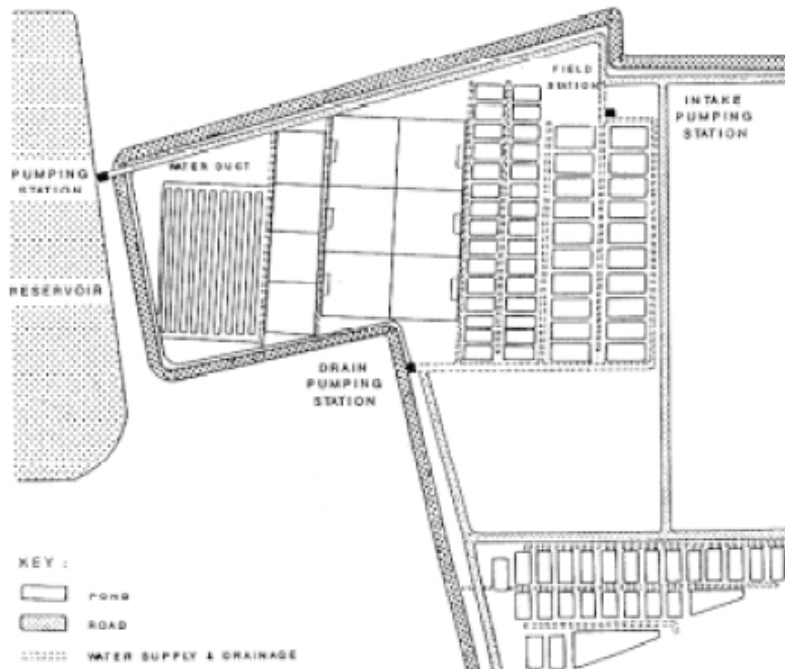 FIELD
STATION
INTAKE
PUMPING
STATION
WATER DUCT
PUMPING
STATION
RESERVOIR
DRAIN
PUMPING
STATION
KEY :
POND
ROAD
WATER SUPPLY & DRAINAGE